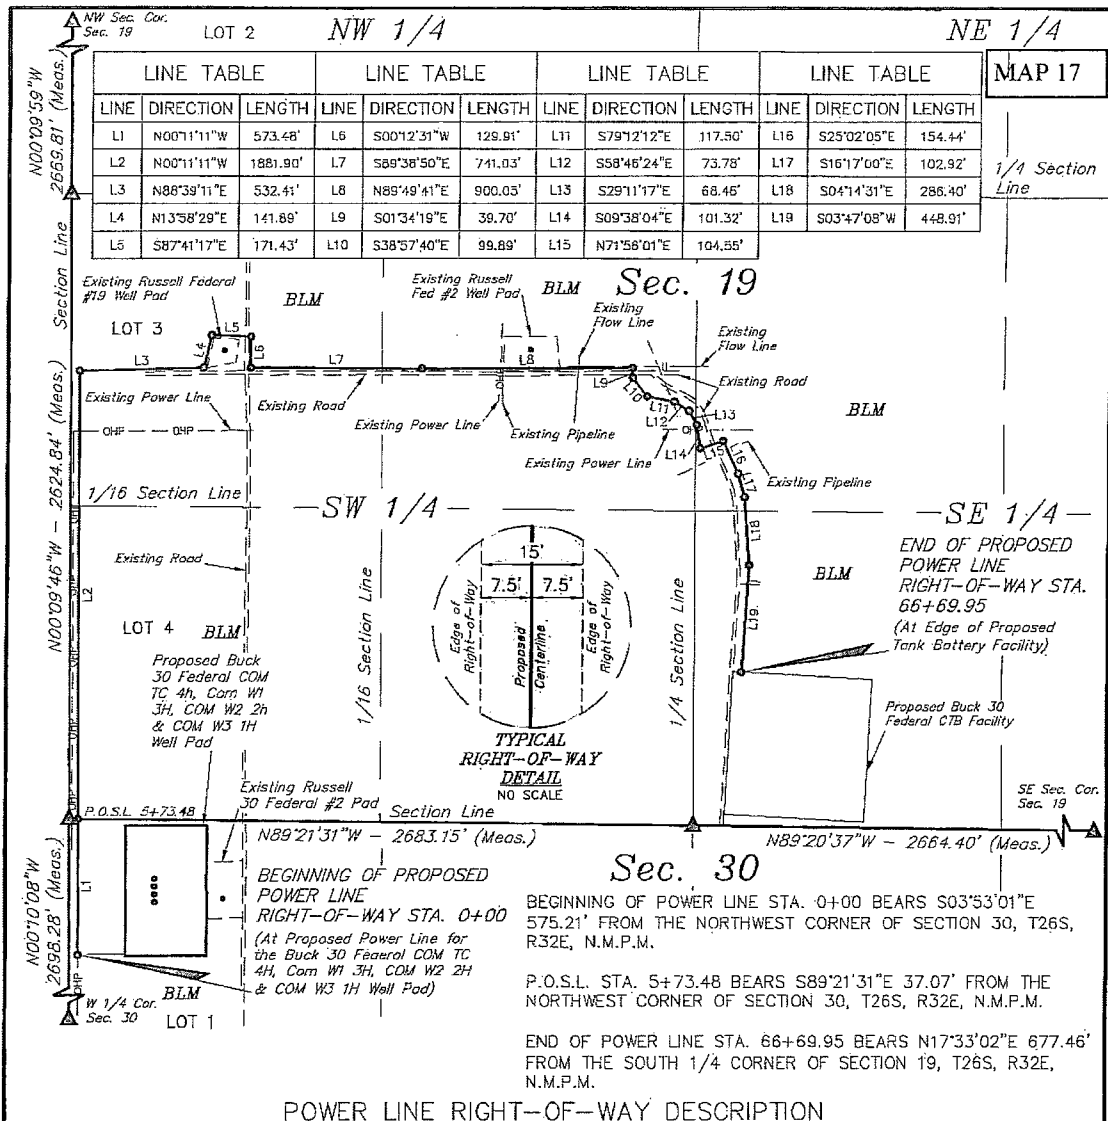 NW Sec. Cor.
Sec. 19
LOT 2
NW 1/4
NE 1/4
MAP 17
LINE TABLE LINE TABLE LINE TABLE LINE TABLE
LINE DIRECTION LENGTH LINE DIRECTION LENGTH LINE DIRECTION LENGTH LINE DIRECTION LENGTH
L1 N00°11'11"W 573.48' L6 S00°12'31"W 129.91' L11 S79°12'12"E 117.50' L16 S25°02'05"E 154.44'
L2 N00°11'11"W 1881.90' L7 S89°38'50"E 741.03' L12 S58°46'24"E 73.78' L17 S16°17'00"E 102.92'
L3 N88°39'11"E 532.41' L8 N89°49'41"E 900.05' L13 S29°11'17"E 68.46' L18 S04°14'31"E 286.40'
L4 N13°58'29"E 141.89' L9 S01°34'19"E 39.70' L14 S09°38'04"E 101.32' L19 S03°47'08"W 448.91'
L5 S87°41'17"E 171.43' L10 S38°57'40"E 99.89' L15 N71°56'01"E 104.55'
N00°09'59"W
2669.81' (Meas.)
1/4 Section
Line
Section Line
Existing Russell Federal
#19 Well Pad
BLM
Existing Russell
Fed #2 Well Pad
BLM
Sec. 19
Existing
Flow Line
Existing
Flow Line
LOT 3
L3
L4
L5
L6
L7
L8
L9
L10
L11
L12
L13
L14
L15
L16
L17
L18
L19
Existing Road
BLM
Existing Power Line
Existing Road
Existing Power Line
Existing Pipeline
Existing Power Line
Existing Pipeline
OHP
OHP
OHP
N00°09'46"W - 2624.84' (Meas.)
1/16 Section Line
SW 1/4
SE 1/4
Existing Road
L2
LOT 4
BLM
OHP
OHP
OHP
1/16 Section Line
15'
7.5' 7.5'
Edge of
Right-of-Way
Proposed
Centerline
Edge of
Right-of-Way
TYPICAL
RIGHT-OF-WAY
DETAIL
NO SCALE
1/4 Section Line
BLM
END OF PROPOSED
POWER LINE
RIGHT-OF-WAY STA.
66+69.95
(At Edge of Proposed
Tank Battery Facility)
Proposed Buck 30
Federal CTB Facility
Proposed Buck
30 Federal COM
TC 4h, Com W1
3H, COM W2 2h
& COM W3 1H
Well Pad
Existing Russell
30 Federal #2 Pad
P.O.S.L. 5+73.48
Section Line
N89°21'31"W - 2683.15' (Meas.)
N89°20'37"W - 2664.40' (Meas.)
SE Sec. Cor.
Sec. 19
N00°10'08"W
2698.28' (Meas.)
L1
OHP
BEGINNING OF PROPOSED
POWER LINE
RIGHT-OF-WAY STA. 0+00
(At Proposed Power Line for
the Buck 30 Federal COM TC
4H, Com W1 3H, COM W2 2H
& COM W3 1H Well Pad)
BLM
W 1/4 Cor.
Sec. 30
LOT 1
Sec. 30
BEGINNING OF POWER LINE STA. 0+00 BEARS S03°53'01"E
575.21' FROM THE NORTHWEST CORNER OF SECTION 30, T26S,
R32E, N.M.P.M.
P.O.S.L. STA. 5+73.48 BEARS S89°21'31"E 37.07' FROM THE
NORTHWEST CORNER OF SECTION 30, T26S, R32E, N.M.P.M.
END OF POWER LINE STA. 66+69.95 BEARS N17°33'02"E 677.46'
FROM THE SOUTH 1/4 CORNER OF SECTION 19, T26S, R32E,
N.M.P.M.
POWER LINE RIGHT-OF-WAY DESCRIPTION